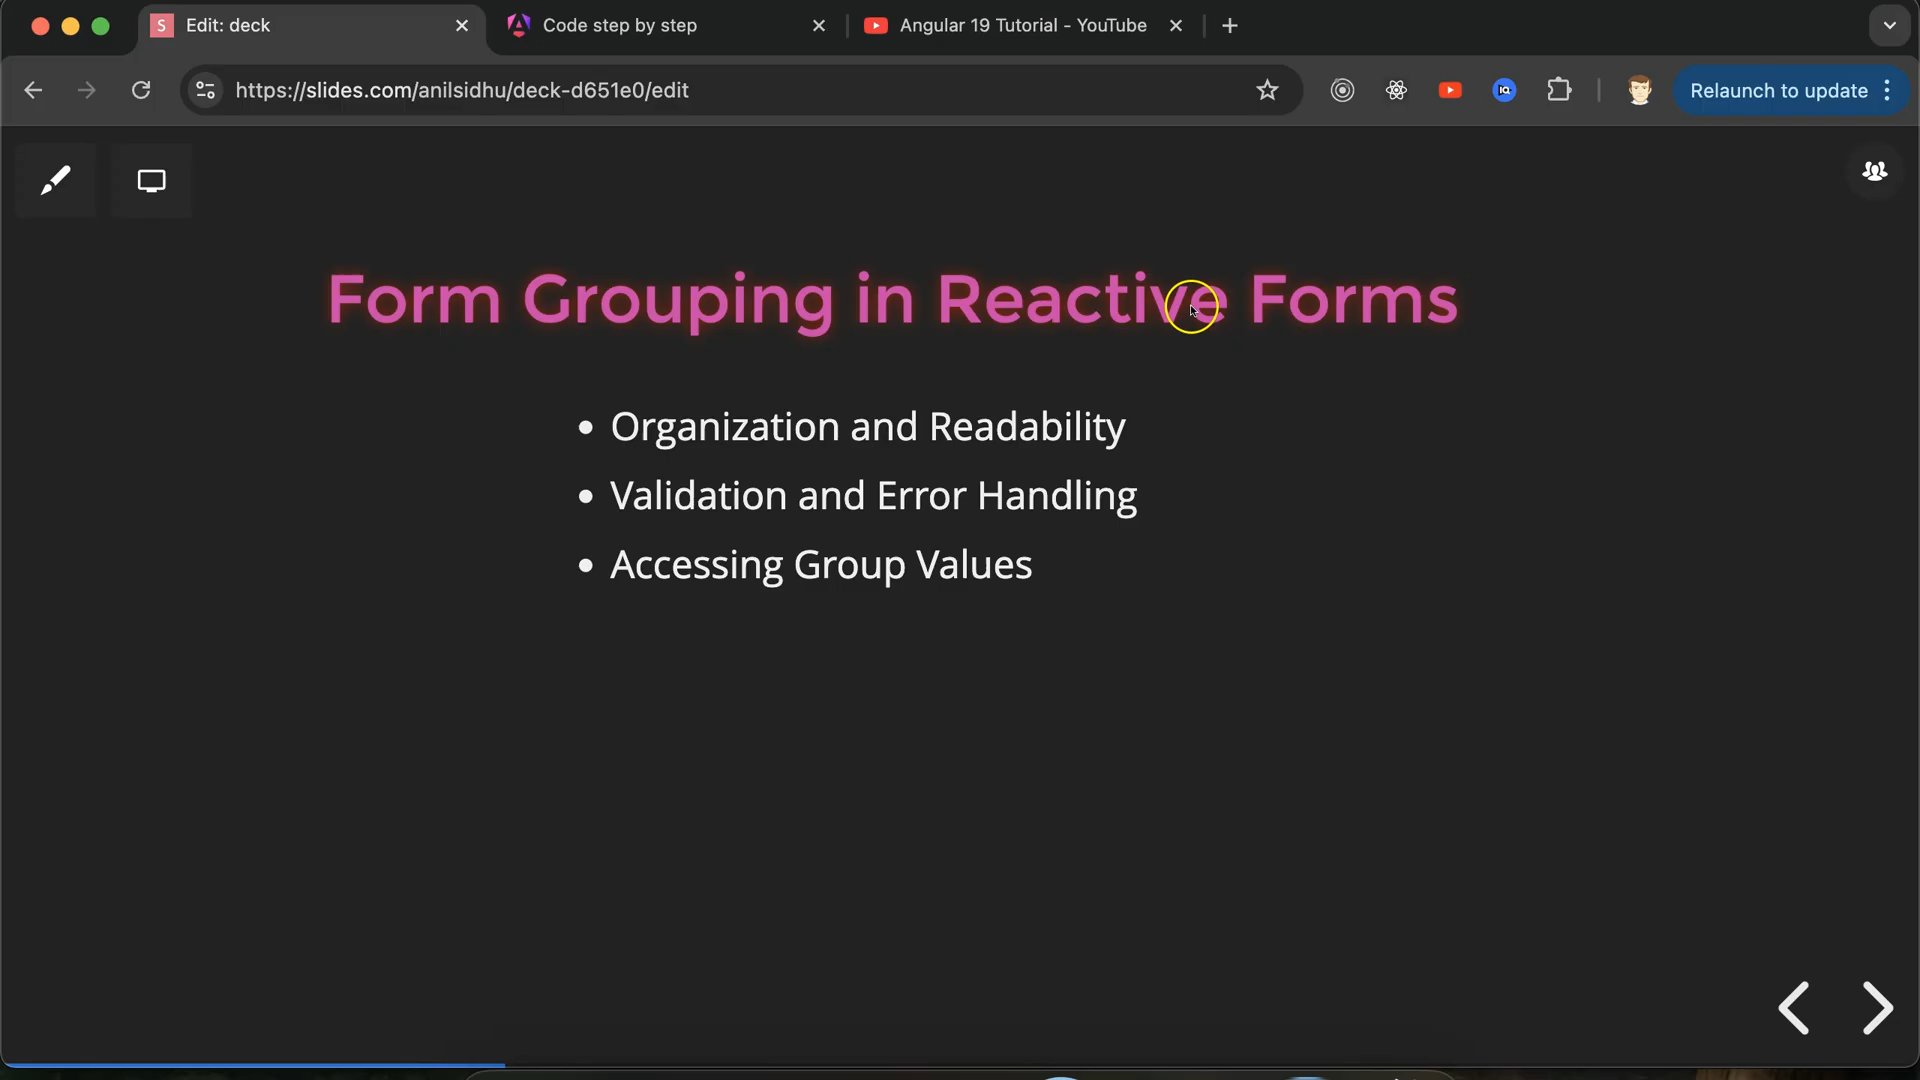 Edit: deck
Code step by step
Angular 19 Tutorial - YouTube
https://slides.com/anilsidhu/deck-d651e0/edit
IQ
Relaunch to update
Form Grouping in Reactive Forms
• Organization and Readability
• Validation and Error Handling
• Accessing Group Values